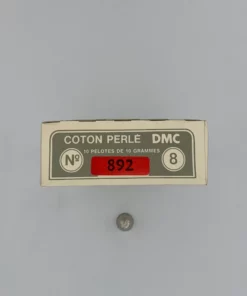 COTON PERLE DMC
10 PELOTES DE 10 GRAMMES
Nº 892 8